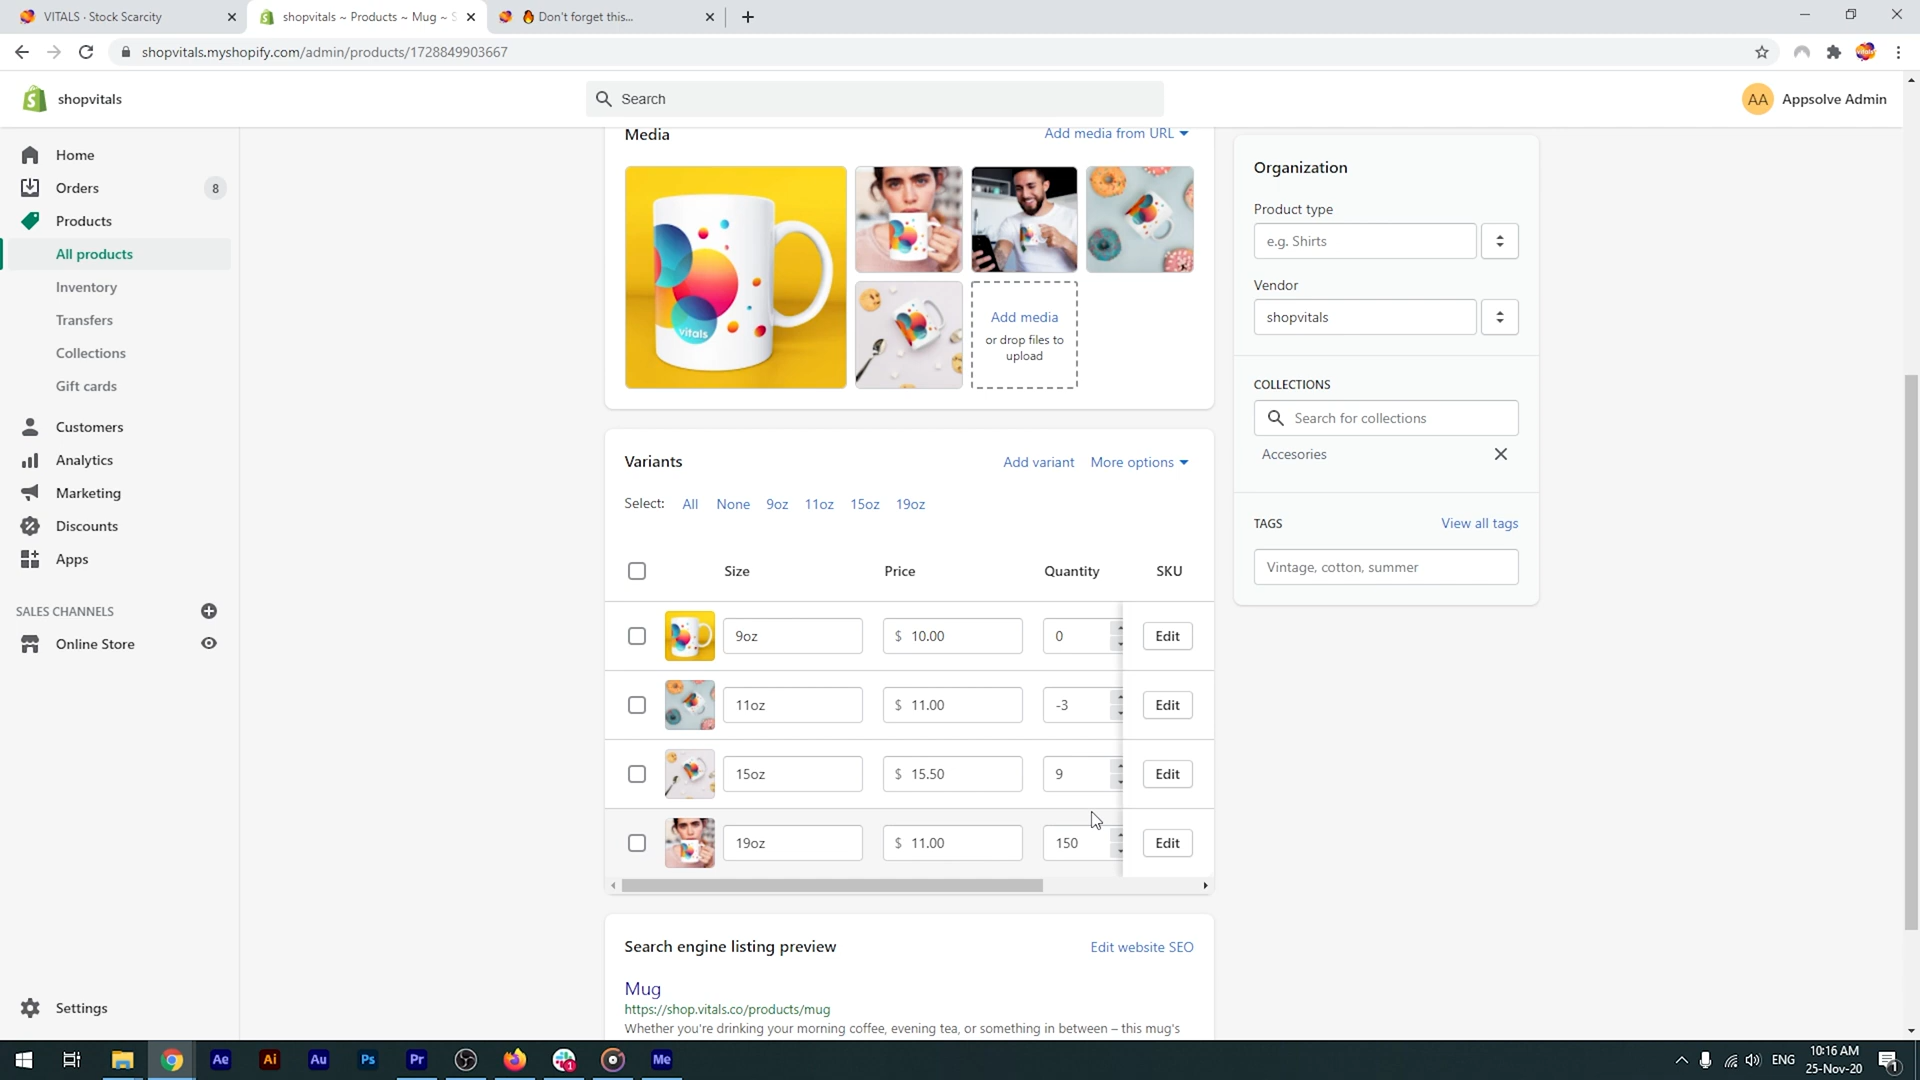 VITALS · Stock Scarcity
shopvitals ~ Products ~ Mug ~ S
🔥 Don't forget this...
shopvitals.myshopify.com/admin/products/1728849903667
shopvitals
Search
AA
Appsolve Admin
Home
Orders
8
Products
All products
Inventory
Transfers
Collections
Gift cards
Customers
Analytics
Marketing
Discounts
Apps
SALES CHANNELS
Online Store
Settings
Media
Add media from URL
vitals
Add media
or drop files to
upload
Variants
Add variant
More options
Select: All None 9oz 11oz 15oz 19oz
Size Price Quantity SKU
9oz $ 10.00 0 Edit
11oz $ 11.00 -3 Edit
15oz $ 15.50 9 Edit
19oz $ 11.00 150 Edit
Search engine listing preview
Edit website SEO
Mug
https://shop.vitals.co/products/mug
Whether you're drinking your morning coffee, evening tea, or something in between – this mug's
Organization
Product type
e.g. Shirts
Vendor
shopvitals
COLLECTIONS
Search for collections
Accesories
TAGS
View all tags
Vintage, cotton, summer
Ae Ai Au Ps Pr Me
1
ENG
10:16 AM
25-Nov-20
1